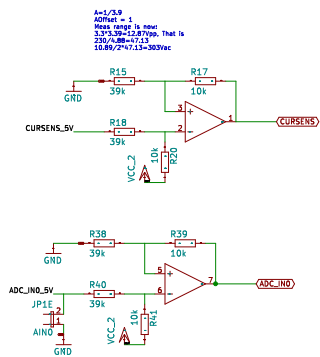 A=1/3.9
AOffset = 1
Meas range is now:
3.3*3.39=12.87Vpp, That is
230/4.88=47.13
10.89/2*47.13=303Vac
R15
R17
GND
39k
10k
3
+
1
CURSENS
CURSENS_5V
R18
2
-
39k
10k
R20
VCC_2
R38
R39
GND
39k
10k
5
+
7
ADC_IN0
ADC_IN0_5V
R40
6
-
JP1E
39k
2
1
10k
R41
AIN0
VCC_2
GND